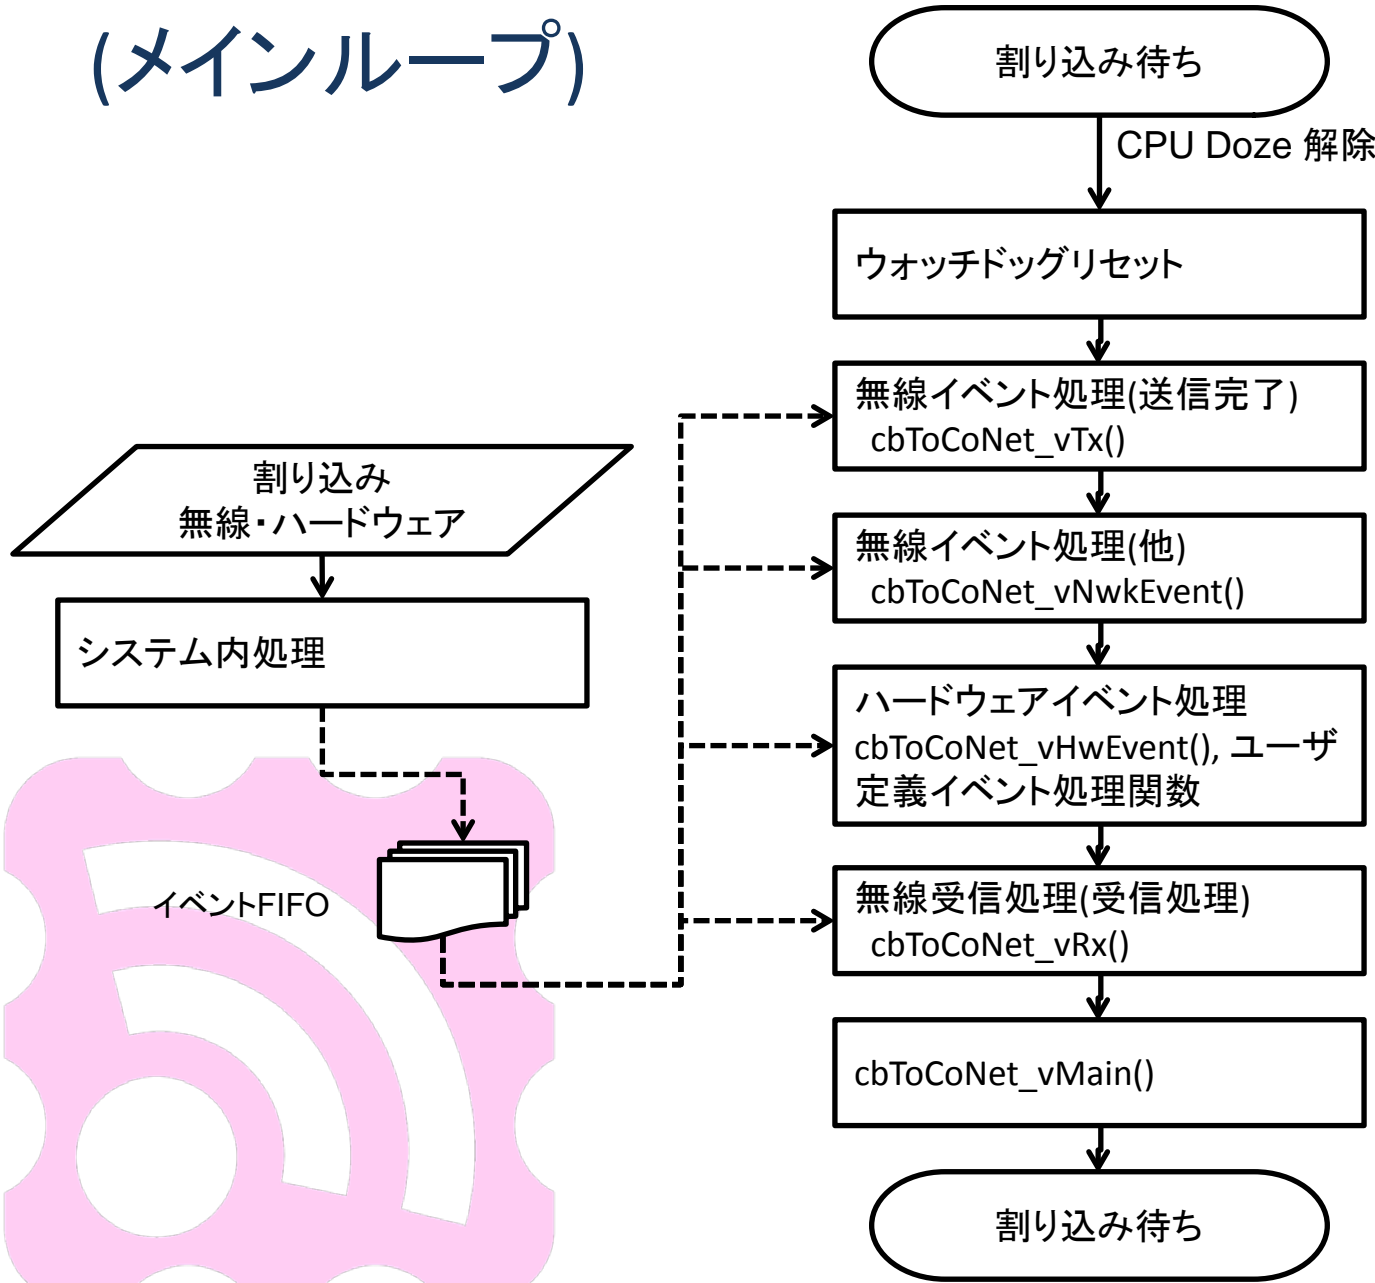 (メインループ)
割り込み待ち
CPU Doze 解除
ウォッチドッグリセット
無線イベント処理(送信完了)
cbToCoNet_vTx()
割り込み
無線・ハードウェア
無線イベント処理(他)
cbToCoNet_vNwkEvent()
システム内処理
ハードウェアイベント処理
cbToCoNet_vHwEvent(), ユーザ
定義イベント処理関数
イベントFIFO
無線受信処理(受信処理)
cbToCoNet_vRx()
cbToCoNet_vMain()
割り込み待ち